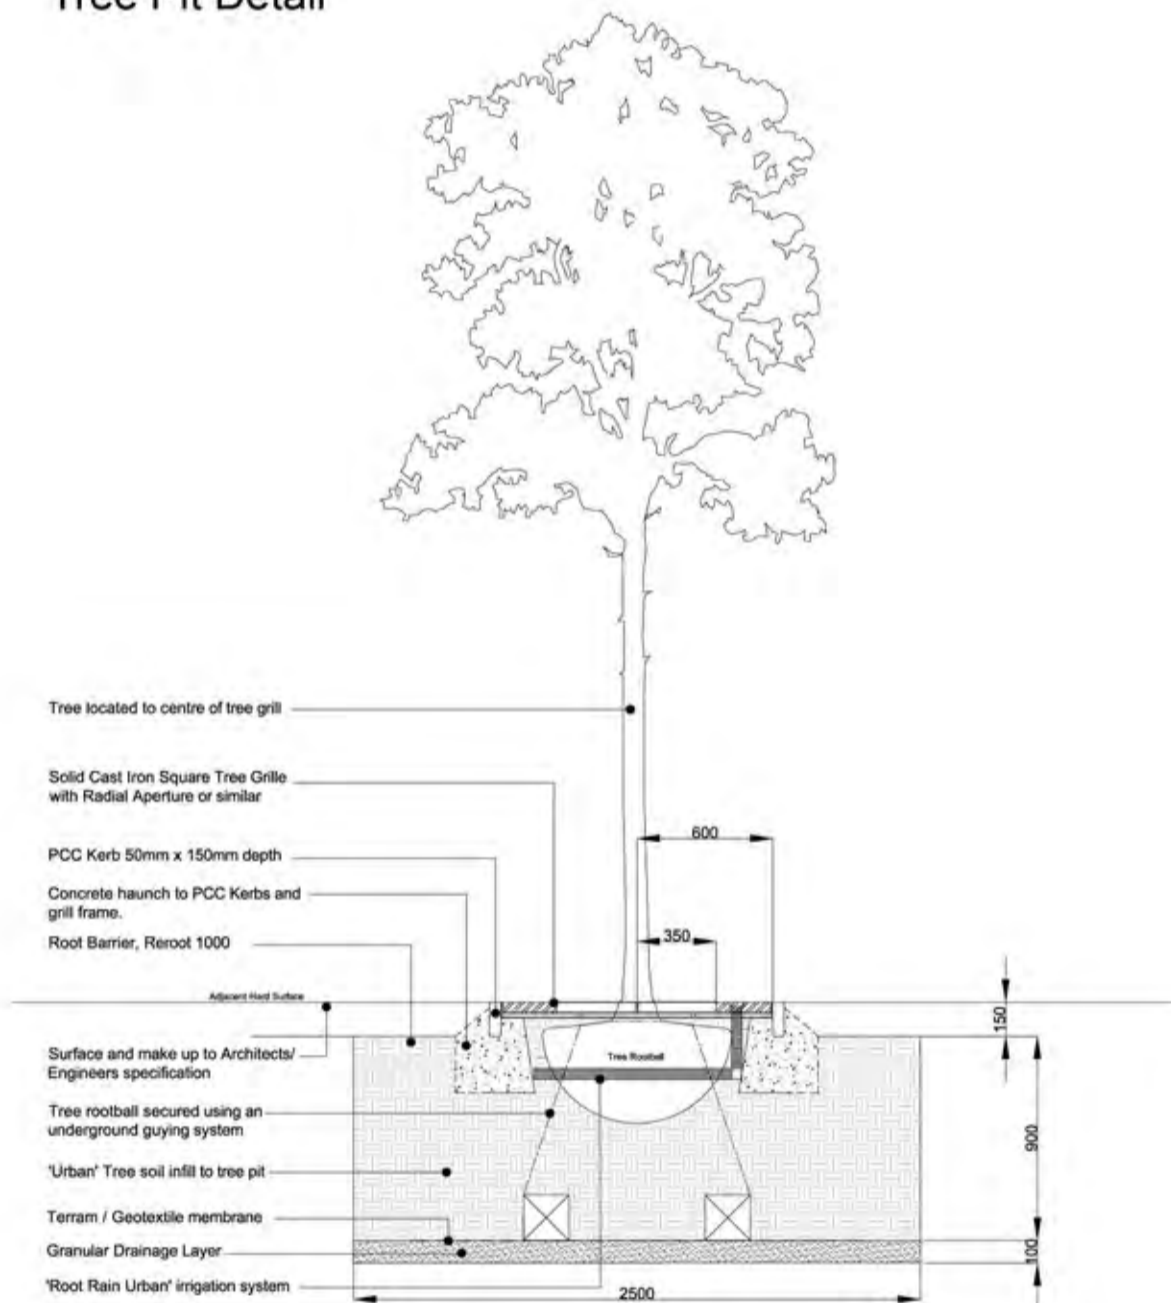 Tree Pit Detail
Tree located to centre of tree grill
Solid Cast Iron Square Tree Grille
with Radial Aperture or similar
600
PCC Kerb 50mm x 150mm depth
Concrete haunch to PCC Kerbs and
grill frame.
Root Barrier, Reroot 1000
350
Adjacent Hard Surface
150
Surface and make up to Architects/
Engineers specification
Tree Rootball
Tree rootball secured using an
underground guying system
900
'Urban' Tree soil infill to tree pit
Terram / Geotextile membrane
Granular Drainage Layer
100
'Root Rain Urban' irrigation system
2500